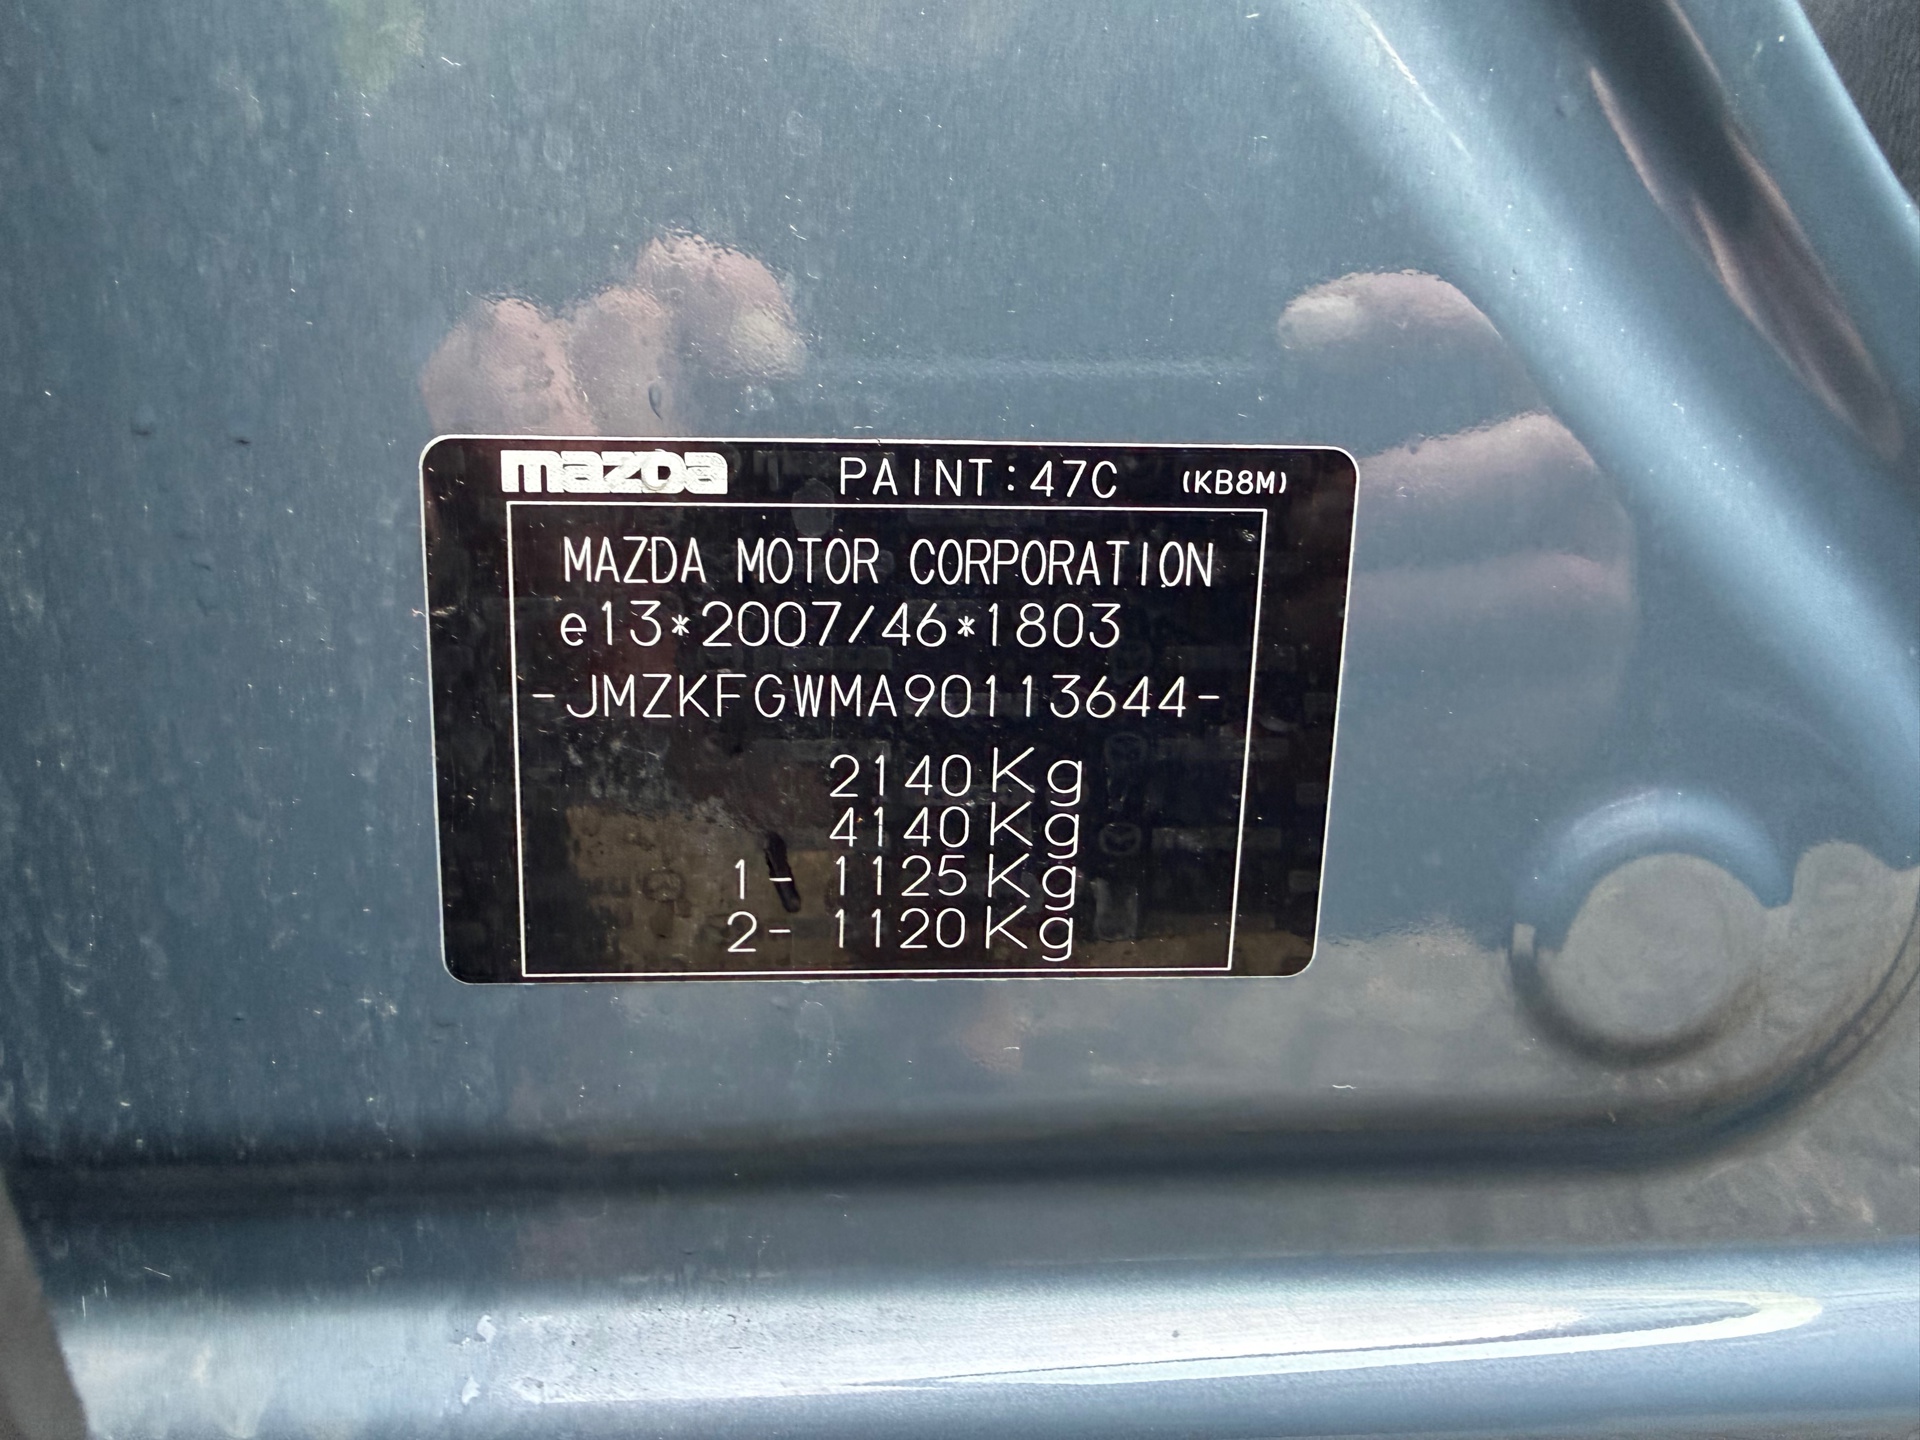 mazda PAINT:47C (KB8M)
MAZDA MOTOR CORPORATION
e13*2007/46*1803
-JMZKFGWMA90113644-
2140Kg
4140Kg
1- 1125Kg
2- 1120Kg